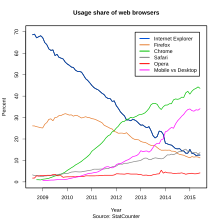 Usage share of web browsers
70
60
50
40
30
20
10
0
Percent
Internet Explorer
Firefox
Chrome
Safari
Opera
Mobile vs Desktop
2009 2010 2011 2012 2013 2014 2015
Year
Source: StatCounter